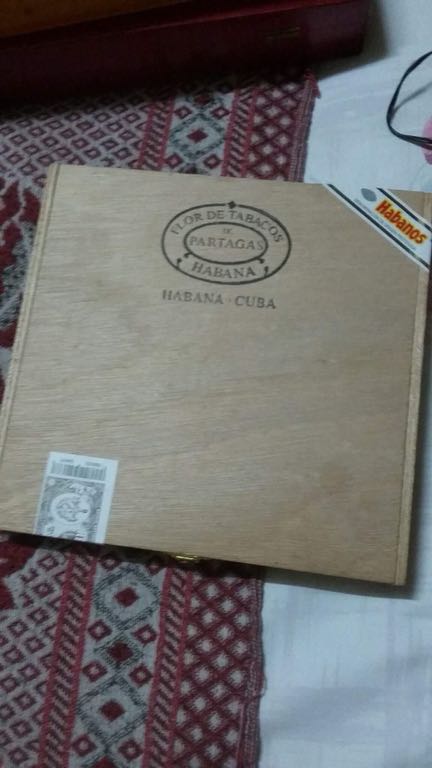 Habanos
FLOR DE TABACOS
DE
PARTAGAS
HABANA
HABANA · CUBA